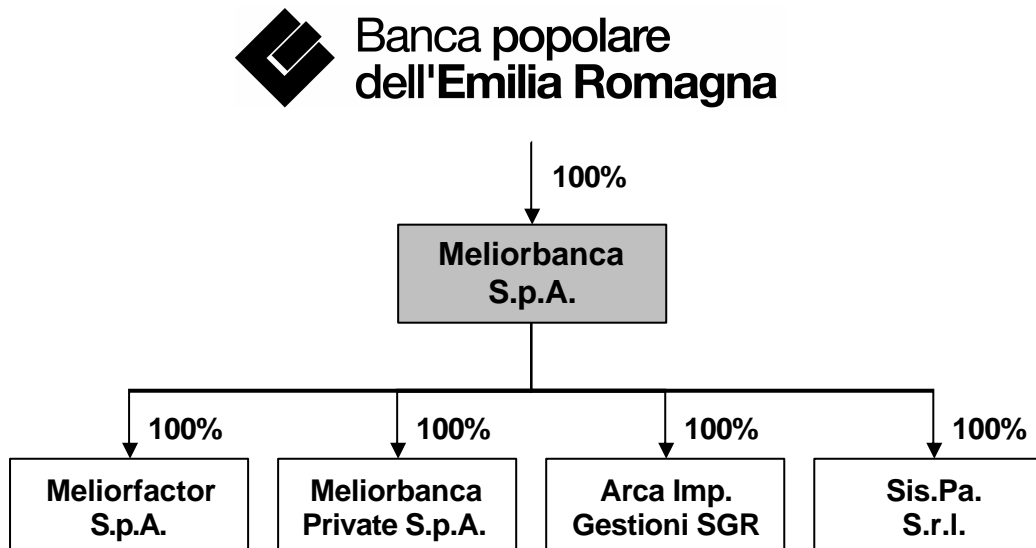 Banca popolare
dell'Emilia Romagna
100%
Meliorbanca
S.p.A.
100%
100%
100%
100%
Meliorfactor
S.p.A.
Meliorbanca
Private S.p.A.
Arca Imp.
Gestioni SGR
Sis.Pa.
S.r.l.